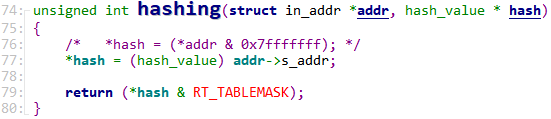 74: unsigned int hashing(struct in_addr *addr, hash_value * hash)
75: {
76:     /*   *hash = (*addr & 0x7fffffff); */
77:     *hash = (hash_value) addr->s_addr;
78:
79:     return (*hash & RT_TABLEMASK);
80: }